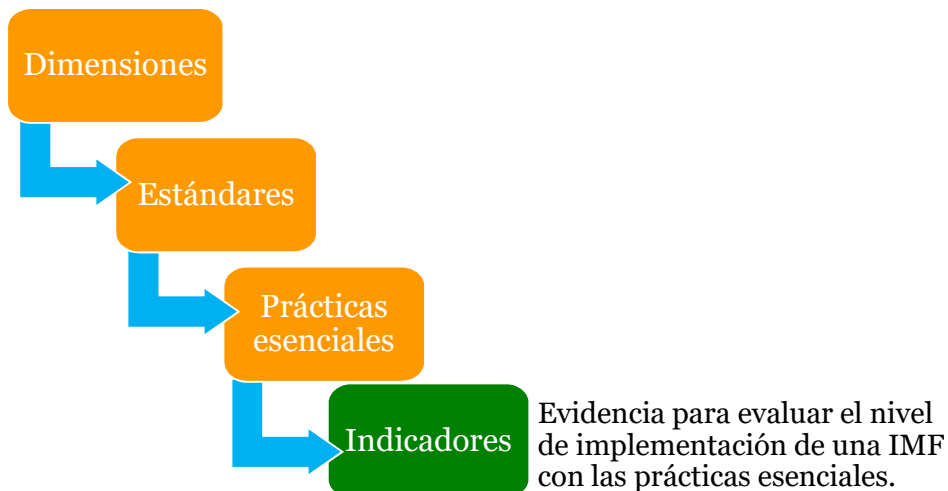 Dimensiones
Estándares
Prácticas
esenciales
Indicadores
Evidencia para evaluar el nivel
de implementación de una IMF
con las prácticas esenciales.